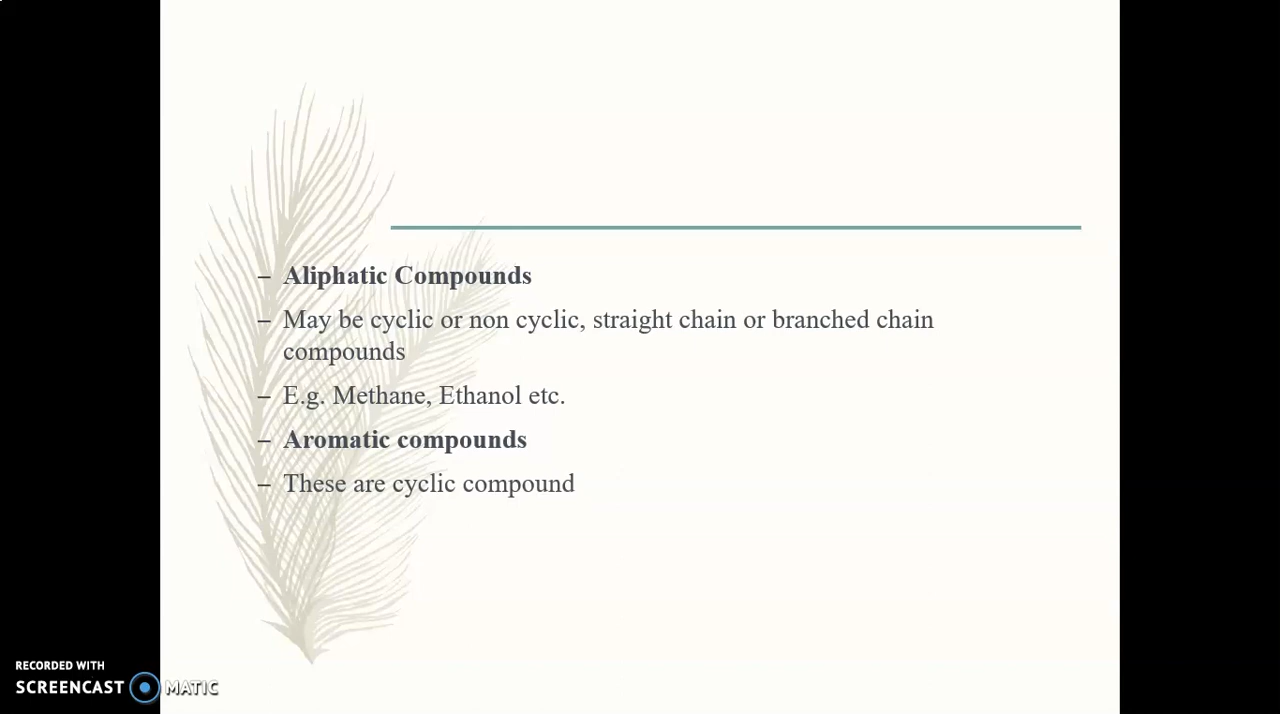 – Aliphatic Compounds
– May be cyclic or non cyclic, straight chain or branched chain
compounds
– E.g. Methane, Ethanol etc.
– Aromatic compounds
– These are cyclic compound
RECORDED WITH
SCREENCAST MATIC